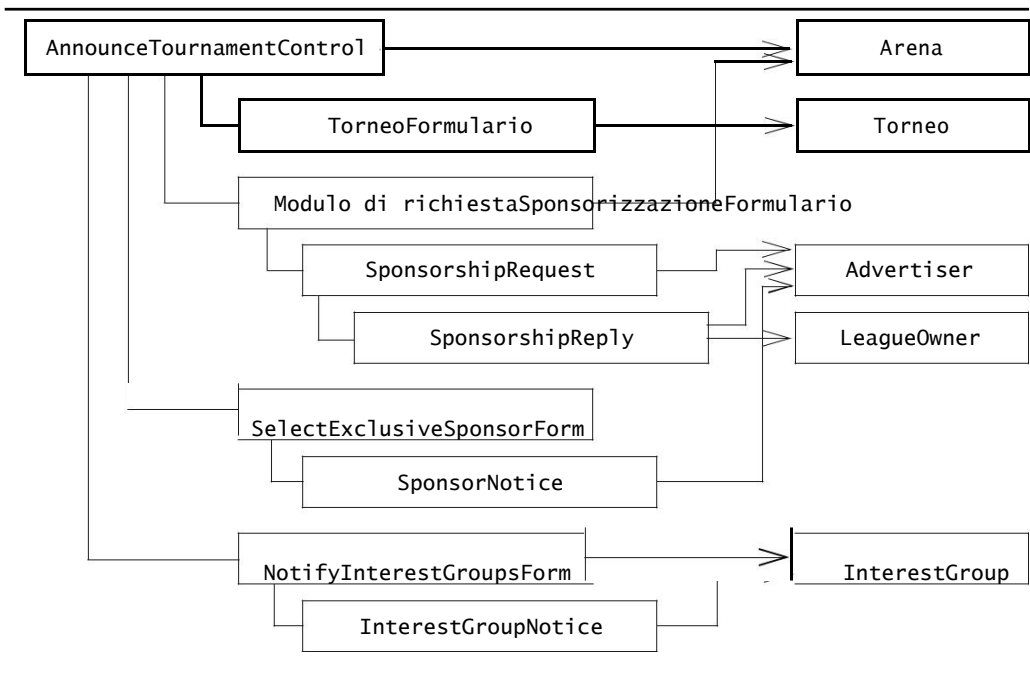 AnnounceTournamentControl
Arena
TorneoFormulario
Torneo
Modulo di richiestaSponsorizzazioneFormulario
SponsorshipRequest
Advertiser
SponsorshipReply
LeagueOwner
SelectExclusiveSponsorForm
SponsorNotice
NotifyInterestGroupsForm
InterestGroup
InterestGroupNotice